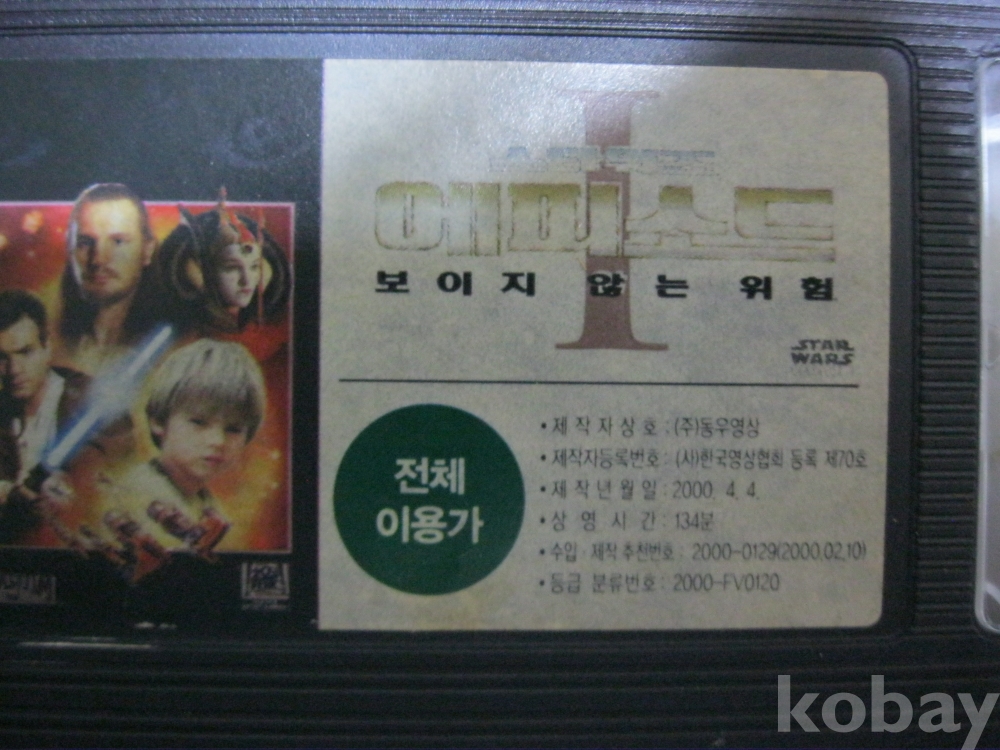 I
에피소드
보이지 않는 위험
STAR
WARS
전체
이용가
• 제 작 자 상 호 : (주)동우영상
• 제작자등록번호 : (사)한국영상협회 등록 제70호
• 제 작 년 월 일 : 2000. 4. 4.
• 상 영 시 간 : 134분
• 수입 · 제작 추천번호 : 2000-0129(2000.02.10)
• 등급 분류번호 : 2000-FV0120
kobay